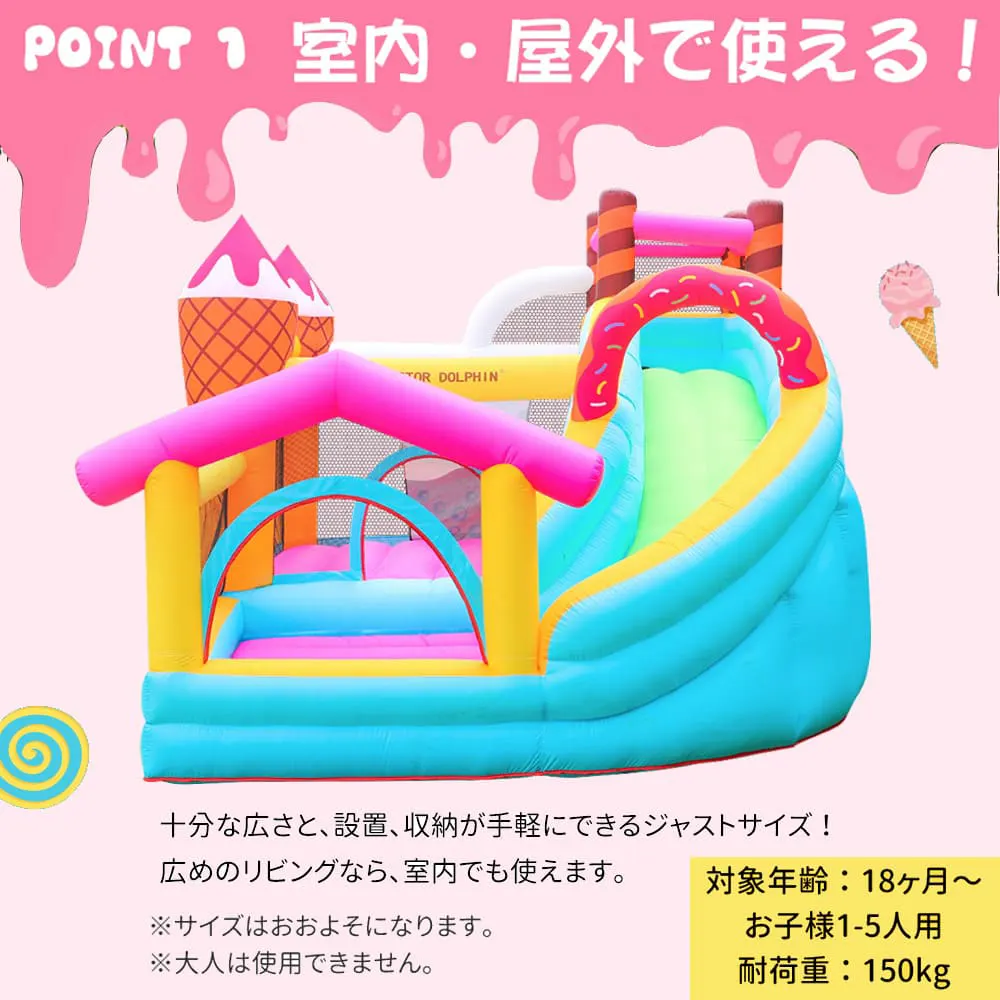 POINT 1 室内・屋外で使える！
TOR DOLPHIN
十分な広さと、設置、収納が手軽にできるジャストサイズ！
広めのリビングなら、室内でも使えます。
※サイズはおおよそになります。
※大人は使用できません。
対象年齢：18ヶ月〜
お子様1-5人用
耐荷重：150kg